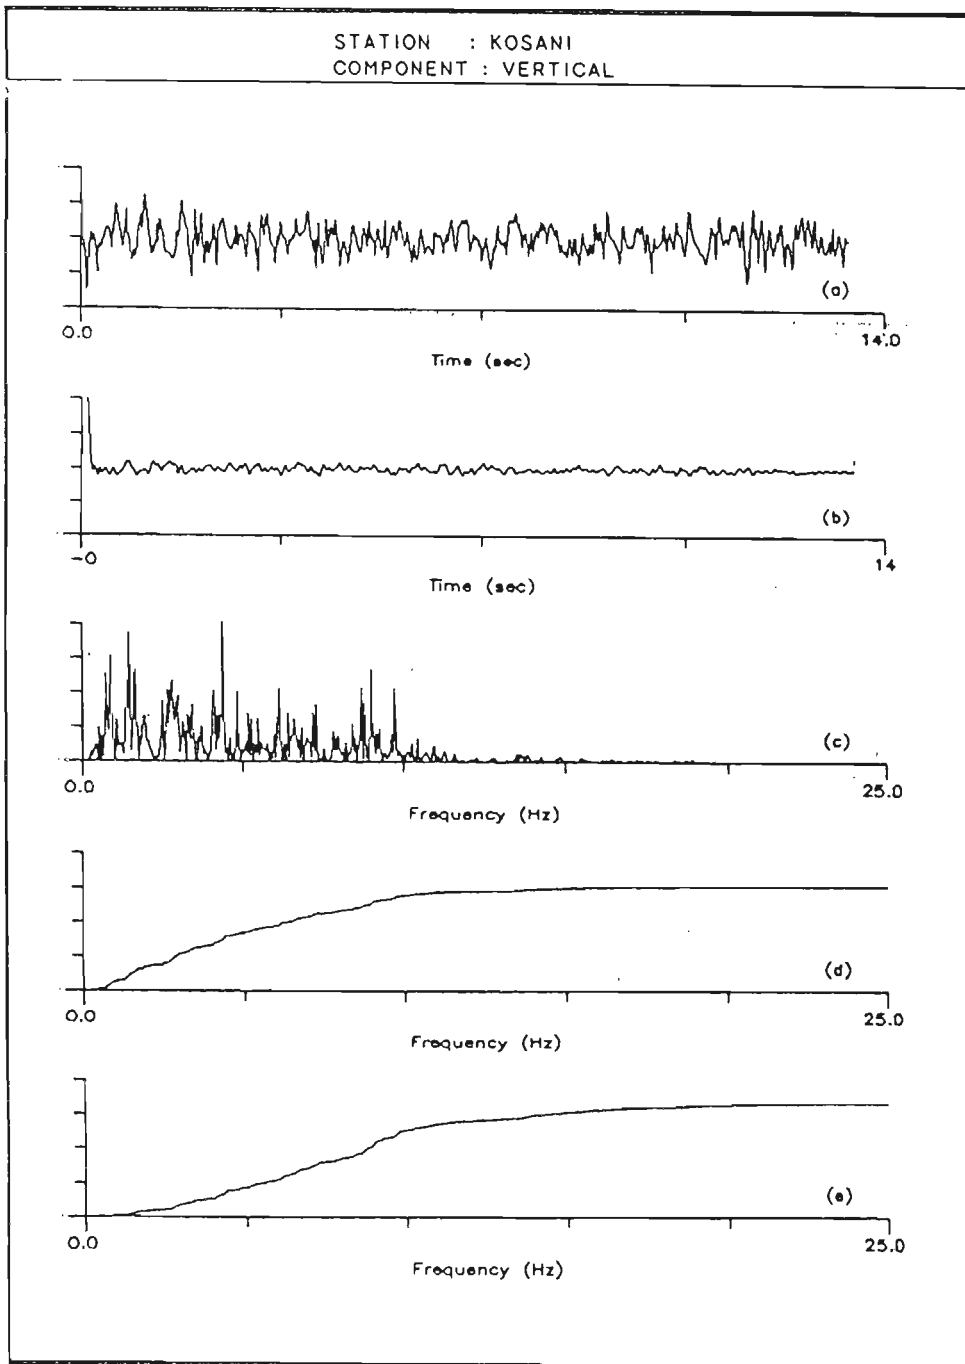 STATION : KOSANI
COMPONENT : VERTICAL
(a)
0.0 14.0
Time (sec)
(b)
-0 14
Time (sec)
(c)
0.0 25.0
Frequency (Hz)
(d)
0.0 25.0
Frequency (Hz)
(e)
0.0 25.0
Frequency (Hz)